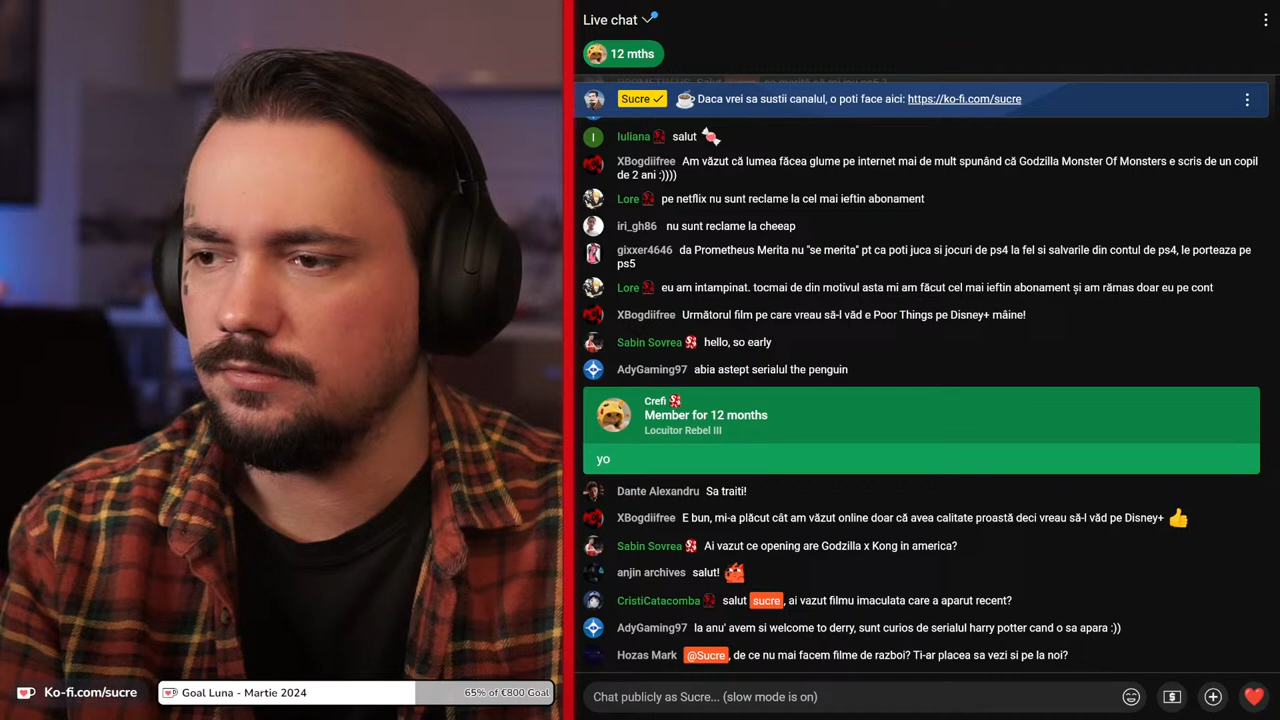 Live chat
12 mths
Sucre Daca vrei sa sustii canalul, o poti face aici: https://ko-fi.com/sucre
I Iuliana salut
XBogdiifree Am văzut că lumea făcea glume pe internet mai de mult spunând că Godzilla Monster Of Monsters e scris de un copil
de 2 ani :))))
Lore pe netflix nu sunt reclame la cel mai ieftin abonament
iri_gh86 nu sunt reclame la cheeap
gixxer4646 da Prometheus Merita nu "se merita" pt ca poti juca si jocuri de ps4 la fel si salvarile din contul de ps4, le porteaza pe
ps5
Lore eu am intampinat. tocmai de din motivul asta mi am făcut cel mai ieftin abonament și am rămas doar eu pe cont
XBogdiifree Următorul film pe care vreau să-l văd e Poor Things pe Disney+ mâine!
Sabin Sovrea hello, so early
AdyGaming97 abia astept serialul the penguin
Crefi
Member for 12 months
Locuitor Rebel III
yo
Dante Alexandru Sa traiti!
XBogdiifree E bun, mi-a plăcut cât am văzut online doar că avea calitate proastă deci vreau să-l văd pe Disney+
Sabin Sovrea Ai vazut ce opening are Godzilla x Kong in america?
anjin archives salut!
CristiCatacomba salut sucre, ai vazut filmu imaculata care a aparut recent?
AdyGaming97 la anu' avem si welcome to derry, sunt curios de serialul harry potter cand o sa apara :))
Hozas Mark @Sucre, de ce nu mai facem filme de razboi? Ti-ar placea sa vezi si pe la noi?
Chat publicly as Sucre... (slow mode is on)
Ko-fi.com/sucre
Goal Luna - Martie 2024 65% of €800 Goal